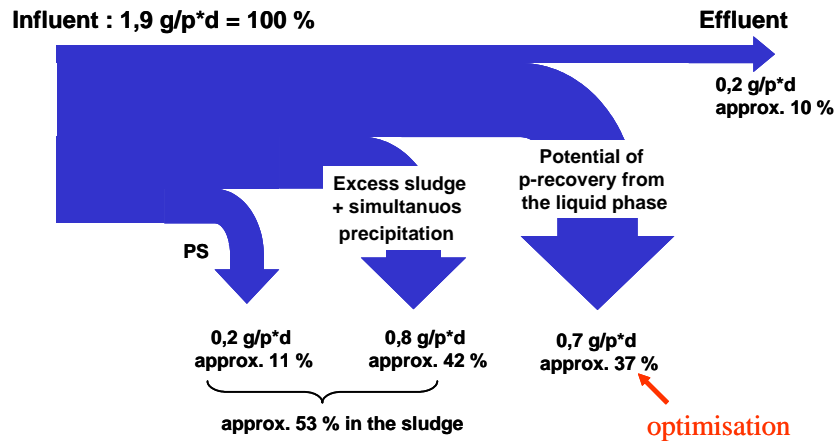 Influent : 1,9 g/p*d = 100 %
Effluent
0,2 g/p*d
approx. 10 %
Potential of
p-recovery from
the liquid phase
Excess sludge
+ simultanuos
precipitation
PS
0,2 g/p*d
approx. 11 %
0,8 g/p*d
approx. 42 %
0,7 g/p*d
approx. 37 %
approx. 53 % in the sludge
optimisation